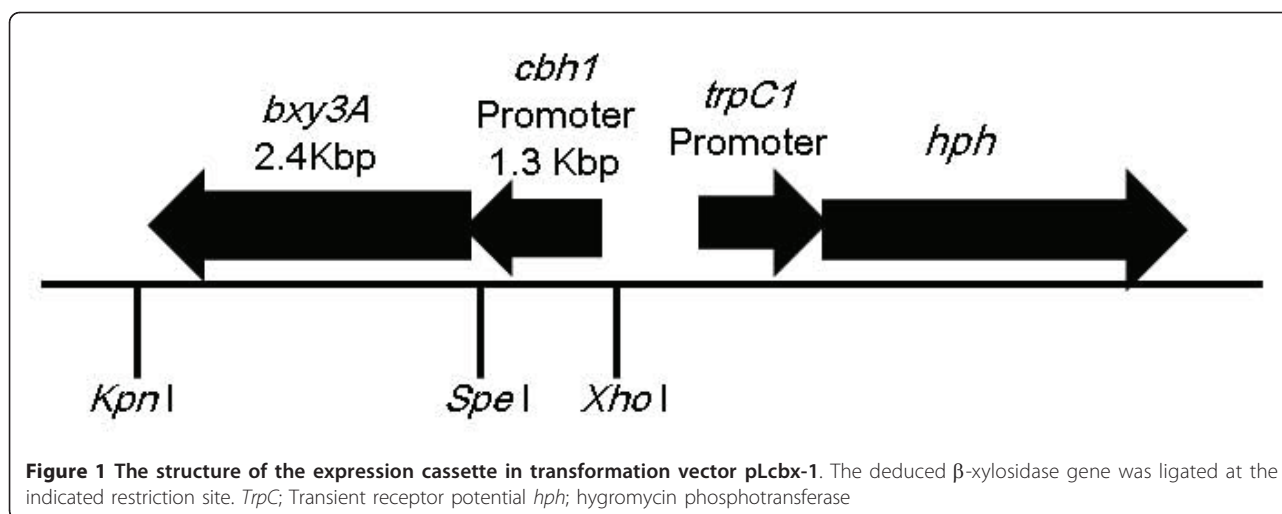 cbh1
Promoter
1.3 Kbp
trpC1
Promoter
bxy3A
2.4Kbp
hph
Kpn I
Spe I
Xho I
Figure 1 The structure of the expression cassette in transformation vector pLcbx-1. The deduced β-xylosidase gene was ligated at the
indicated restriction site. TrpC; Transient receptor potential hph; hygromycin phosphotransferase